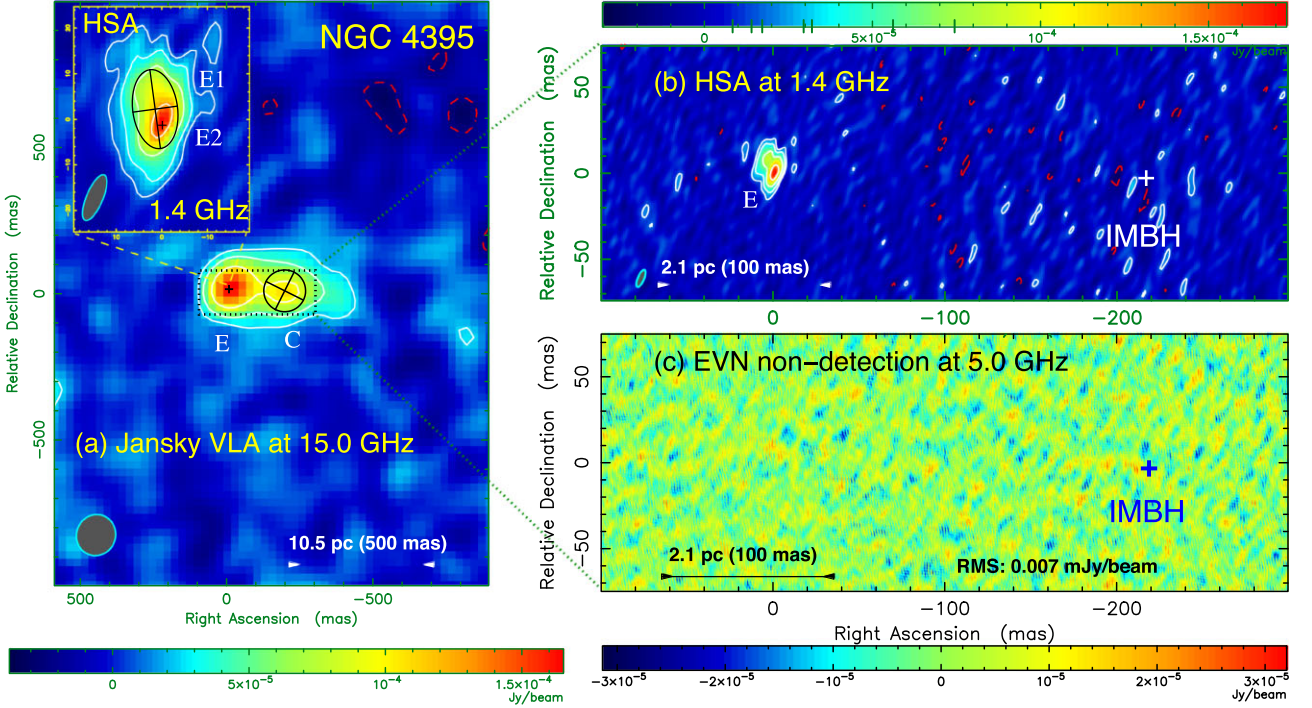 HSA
NGC 4395
E1
E2
1.4 GHz
E
C
(a) Jansky VLA at 15.0 GHz
10.5 pc (500 mas)
Relative Declination (mas)
500
0
−500
500
0
−500
Right Ascension (mas)
0
5×10⁻⁵
10⁻⁴
1.5×10⁻⁴
Jy/beam
0
5×10⁻⁵
10⁻⁴
1.5×10⁻⁴
Jy/beam
(b) HSA at 1.4 GHz
E
IMBH
2.1 pc (100 mas)
Relative Declination (mas)
50
0
−50
0
−100
−200
(c) EVN non−detection at 5.0 GHz
IMBH
2.1 pc (100 mas)
RMS: 0.007 mJy/beam
Relative Declination (mas)
50
0
−50
0
−100
−200
Right Ascension (mas)
−3×10⁻⁵
−2×10⁻⁵
−10⁻⁵
0
10⁻⁵
2×10⁻⁵
3×10⁻⁵
Jy/beam